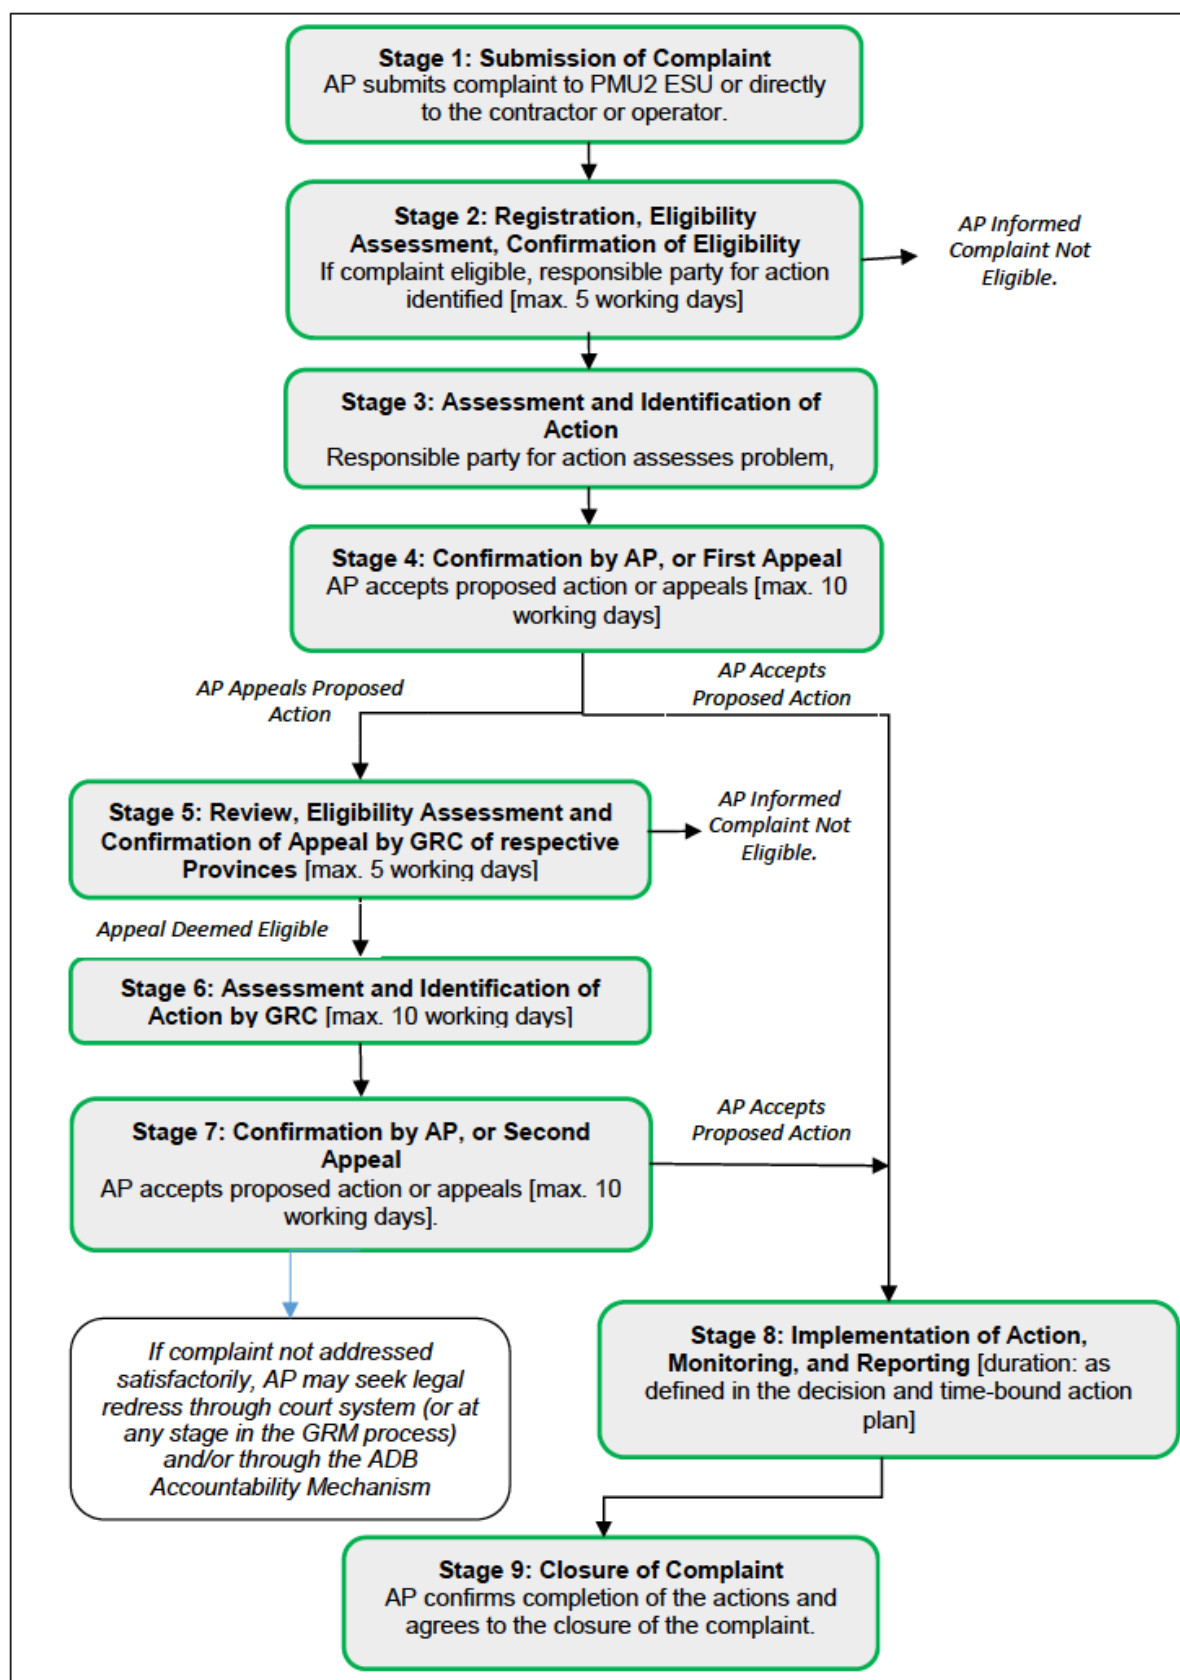 Stage 1: Submission of Complaint
AP submits complaint to PMU2 ESU or directly
to the contractor or operator.
Stage 2: Registration, Eligibility
Assessment, Confirmation of Eligibility
If complaint eligible, responsible party for action
identified [max. 5 working days]
AP Informed
Complaint Not
Eligible.
Stage 3: Assessment and Identification of
Action
Responsible party for action assesses problem,
Stage 4: Confirmation by AP, or First Appeal
AP accepts proposed action or appeals [max. 10
working days]
AP Appeals Proposed
Action
AP Accepts
Proposed Action
Stage 5: Review, Eligibility Assessment and
Confirmation of Appeal by GRC of respective
Provinces [max. 5 working days]
AP Informed
Complaint Not
Eligible.
Appeal Deemed Eligible
Stage 6: Assessment and Identification of
Action by GRC [max. 10 working days]
Stage 7: Confirmation by AP, or Second
Appeal
AP accepts proposed action or appeals [max. 10
working days].
AP Accepts
Proposed Action
If complaint not addressed
satisfactorily, AP may seek legal
redress through court system (or at
any stage in the GRM process)
and/or through the ADB
Accountability Mechanism
Stage 8: Implementation of Action,
Monitoring, and Reporting [duration: as
defined in the decision and time-bound action
plan]
Stage 9: Closure of Complaint
AP confirms completion of the actions and
agrees to the closure of the complaint.